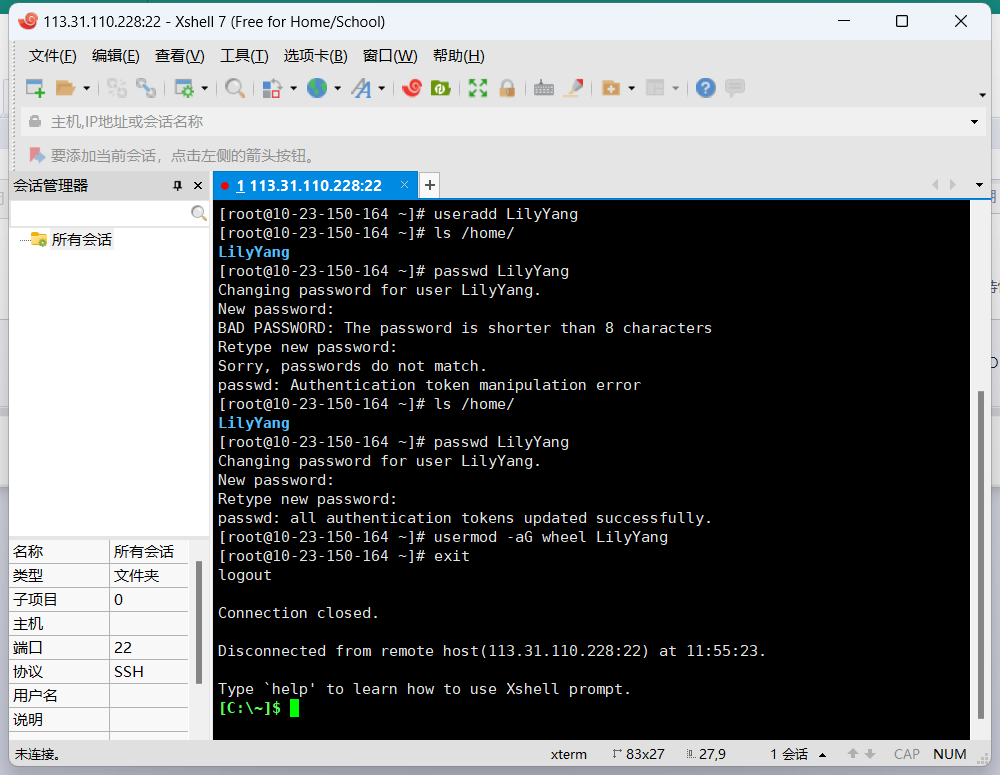 113.31.110.228:22 - Xshell 7 (Free for Home/School)
文件(F) 编辑(E) 查看(V) 工具(T) 选项卡(B) 窗口(W) 帮助(H)
主机,IP地址或会话名称
要添加当前会话，点击左侧的箭头按钮。
会话管理器
1 113.31.110.228:22
所有会话
[root@10-23-150-164 ~]# useradd LilyYang
[root@10-23-150-164 ~]# ls /home/
LilyYang
[root@10-23-150-164 ~]# passwd LilyYang
Changing password for user LilyYang.
New password:
BAD PASSWORD: The password is shorter than 8 characters
Retype new password:
Sorry, passwords do not match.
passwd: Authentication token manipulation error
[root@10-23-150-164 ~]# ls /home/
LilyYang
[root@10-23-150-164 ~]# passwd LilyYang
Changing password for user LilyYang.
New password:
Retype new password:
passwd: all authentication tokens updated successfully.
[root@10-23-150-164 ~]# usermod -aG wheel LilyYang
[root@10-23-150-164 ~]# exit
logout
Connection closed.
Disconnected from remote host(113.31.110.228:22) at 11:55:23.
Type `help' to learn how to use Xshell prompt.
[C:\~]$
名称 所有会话
类型 文件夹
子项目 0
主机
端口 22
协议 SSH
用户名
说明
未连接。 xterm 83x27 27,9 1 会话 CAP NUM